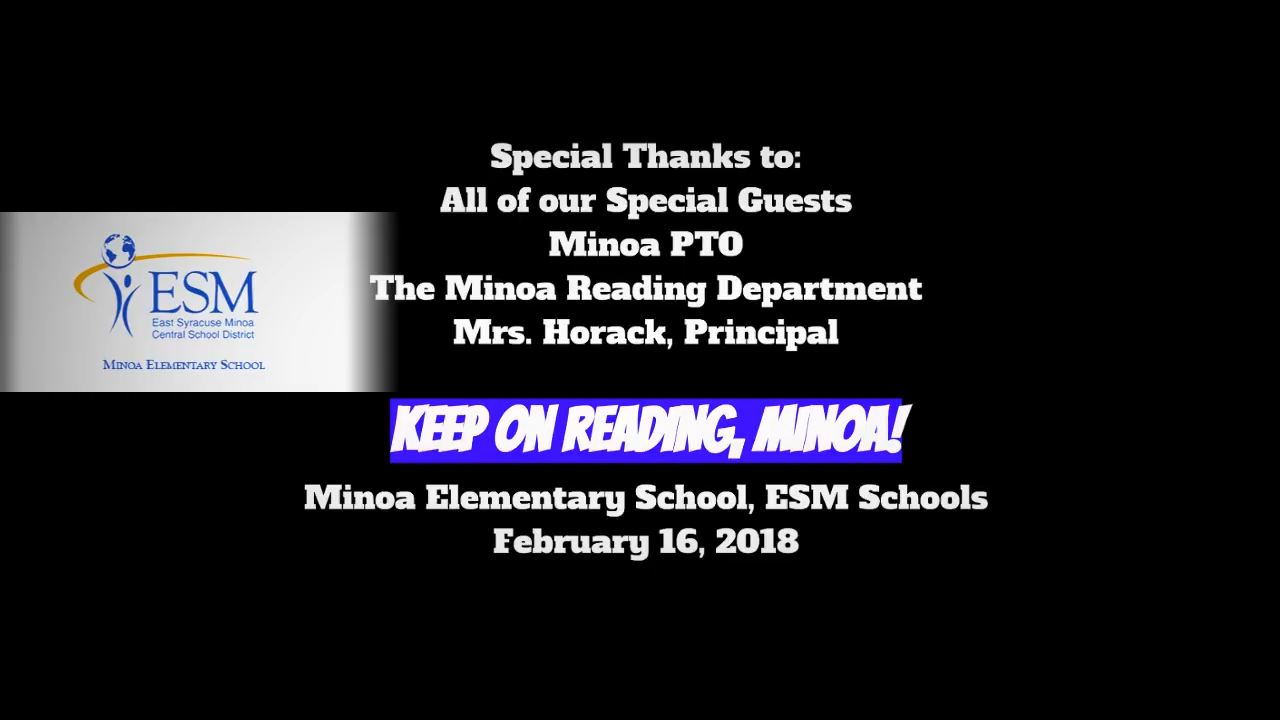 Special Thanks to:
All of our Special Guests
Minoa PTO
The Minoa Reading Department
Mrs. Horack, Principal
ESM
East Syracuse Minoa
Central School District
MINOA ELEMENTARY SCHOOL
KEEP ON READING, MINOA!
Minoa Elementary School, ESM Schools
February 16, 2018